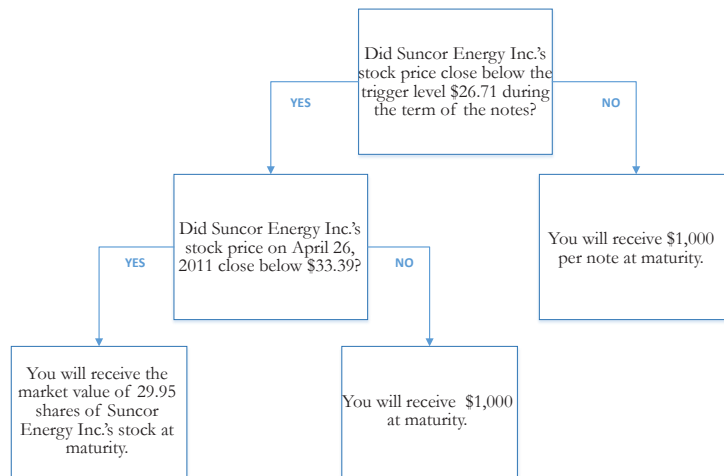 Did Suncor Energy Inc.'s
stock price close below the
trigger level $26.71 during
the term of the notes?
YES
NO
Did Suncor Energy Inc.'s
stock price on April 26,
2011 close below $33.39?
You will receive $1,000
per note at maturity.
YES
NO
You will receive the
market value of 29.95
shares of Suncor
Energy Inc.'s stock at
maturity.
You will receive $1,000
at maturity.